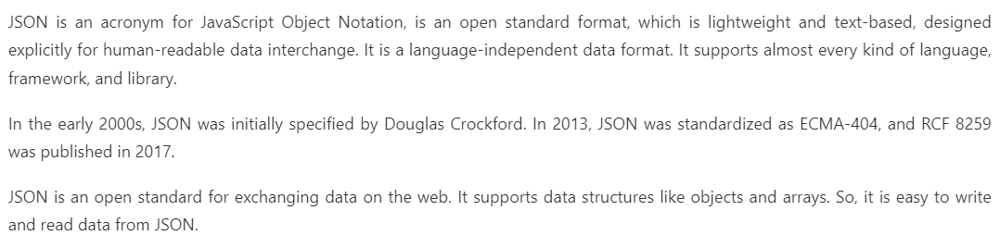 JSON is an acronym for JavaScript Object Notation, is an open standard format, which is lightweight and text-based, designed
explicitly for human-readable data interchange. It is a language-independent data format. It supports almost every kind of language,
framework, and library.
In the early 2000s, JSON was initially specified by Douglas Crockford. In 2013, JSON was standardized as ECMA-404, and RCF 8259
was published in 2017.
JSON is an open standard for exchanging data on the web. It supports data structures like objects and arrays. So, it is easy to write
and read data from JSON.